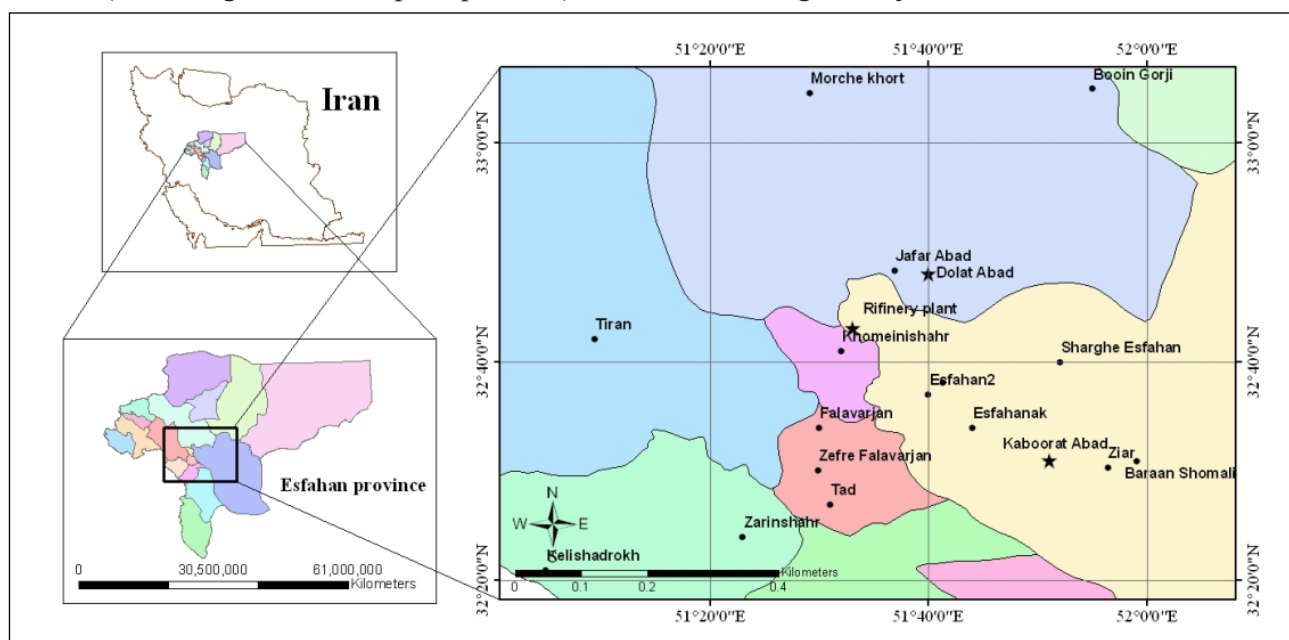 Iran
Esfahan province
0 30,500,000 61,000,000
Kilometers
51°20'0"E 51°40'0"E 52°0'0"E
33°0'0"N
32°40'0"N
32°20'0"N
Morche khort
Booin Gorji
Jafar Abad
Dolat Abad
Rifinery plant
Khomeinishahr
Tiran
Sharghe Esfahan
Esfahan2
Falavarjan
Esfahanak
Kaboorat Abad
Ziar
Baraan Shomali
Zefre Falavarjan
Tad
Zarinshahr
Kelishadrokh
N
W E
S
0 0.1 0.2 0.4
Kilometers
33°0'0"N
32°40'0"N
32°20'0"N
51°20'0"E 51°40'0"E 52°0'0"E